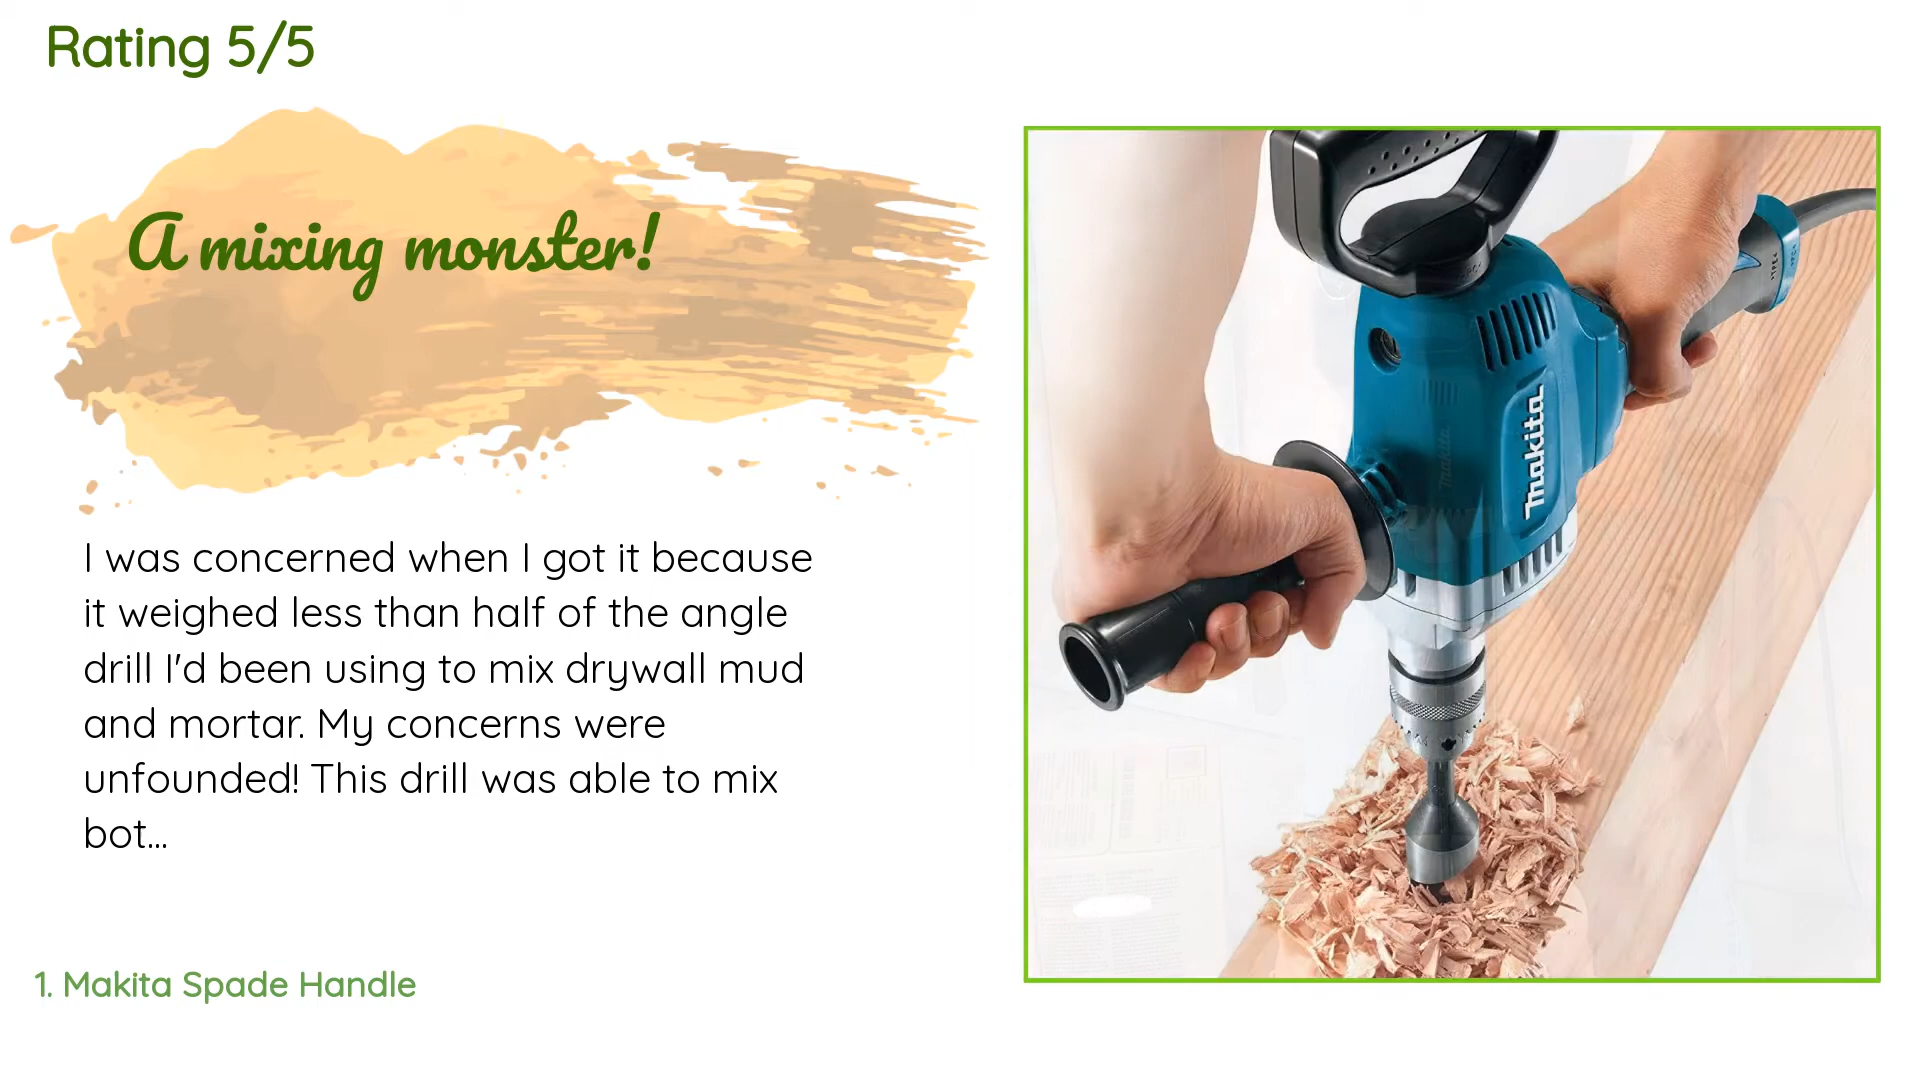 Rating 5/5
A mixing monster!
I was concerned when I got it because
it weighed less than half of the angle
drill I'd been using to mix drywall mud
and mortar. My concerns were
unfounded! This drill was able to mix
bot...
1. Makita Spade Handle
makita